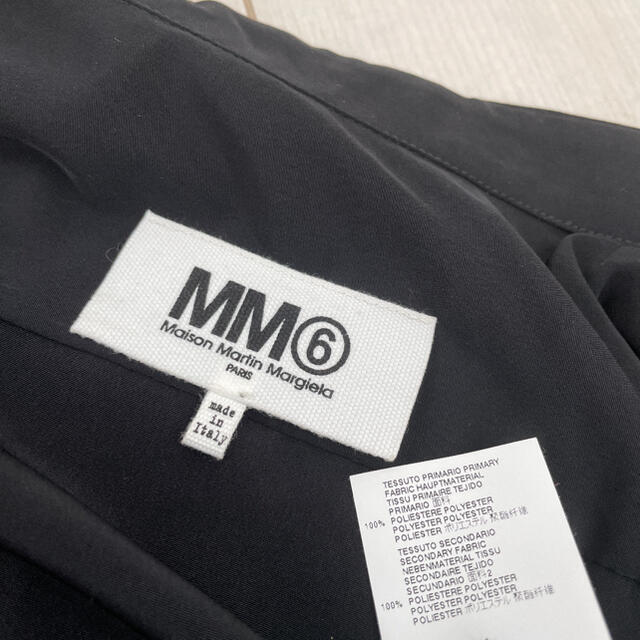 MM⑥
Maison Martin Margiela
PARIS
made
in
Italy
TESSUTO PRIMARIO PRIMARY
FABRIC HAUPTMATERIAL
TISSU PRIMAIRE TEJIDO
PRIMARIO 面料
POLIESTERE POLYESTER
100% POLYESTER POLYESTER
POLIESTER ポリエステル 聚酯纤维
TESSUTO SECONDARIO
SECONDARY FABRIC
NEBENMATERIAL TISSU
SECONDAIRE TEJIDO
SECUNDARIO 面料2
POLIESTERE POLYESTER
100% POLYESTER POLYESTER
POLIESTER ポリエステル 聚酯纤维